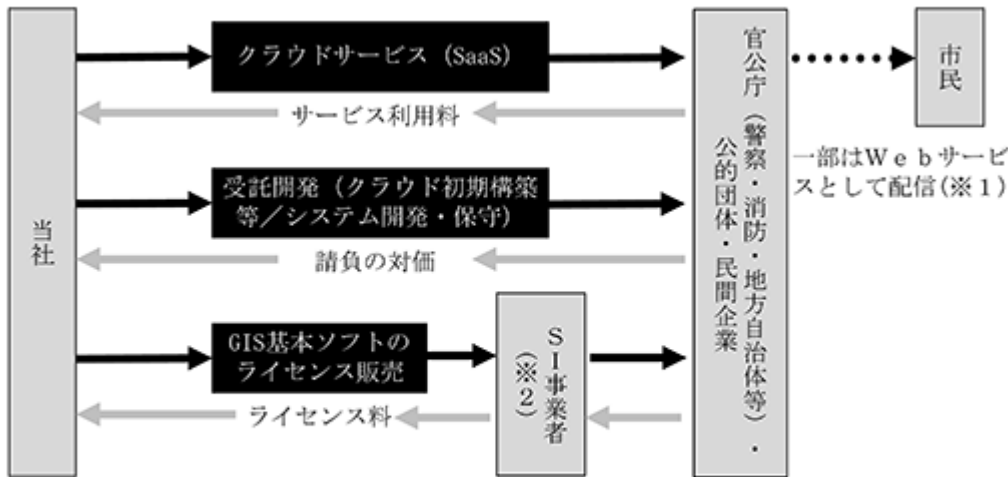 当社
クラウドサービス（SaaS）
サービス利用料
受託開発（クラウド初期構築
等／システム開発・保守）
請負の対価
GIS基本ソフトの
ライセンス販売
ライセンス料
ＳＩ事業者
（※２）
官公庁（警察・消防・地方自治体等）・
公的団体・民間企業
市民
一部はＷｅｂサービ
スとして配信(※１)